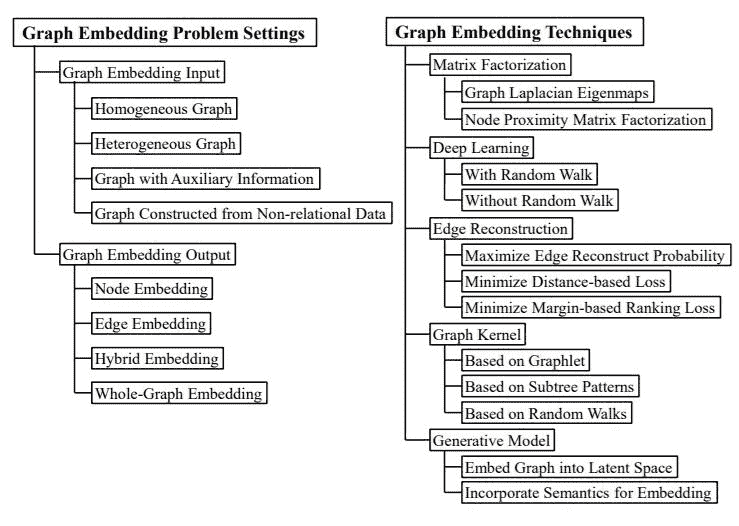 Graph Embedding Problem Settings
Graph Embedding Input
Homogeneous Graph
Heterogeneous Graph
Graph with Auxiliary Information
Graph Constructed from Non-relational Data
Graph Embedding Output
Node Embedding
Edge Embedding
Hybrid Embedding
Whole-Graph Embedding
Graph Embedding Techniques
Matrix Factorization
Graph Laplacian Eigenmaps
Node Proximity Matrix Factorization
Deep Learning
With Random Walk
Without Random Walk
Edge Reconstruction
Maximize Edge Reconstruct Probability
Minimize Distance-based Loss
Minimize Margin-based Ranking Loss
Graph Kernel
Based on Graphlet
Based on Subtree Patterns
Based on Random Walks
Generative Model
Embed Graph into Latent Space
Incorporate Semantics for Embedding